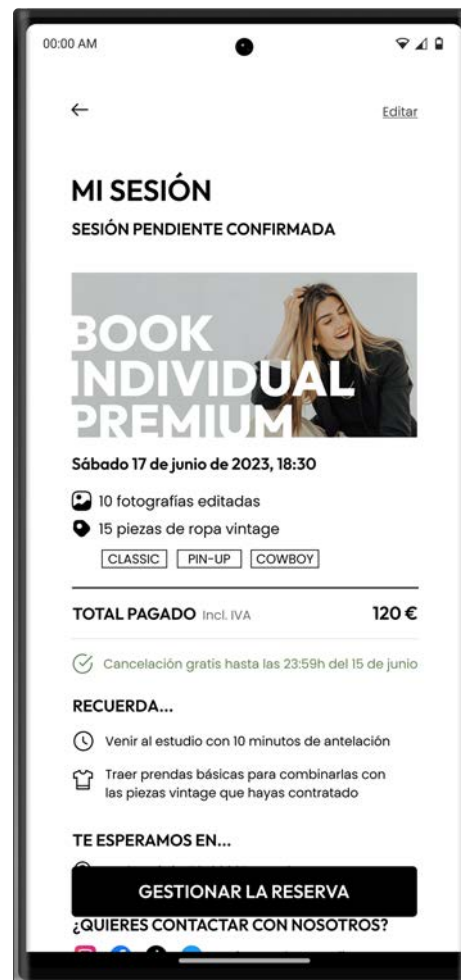 00:00 AM
Editar
MI SESIÓN
SESIÓN PENDIENTE CONFIRMADA
BOOK
INDIVIDUAL
PREMIUM
Sábado 17 de junio de 2023, 18:30
10 fotografías editadas
15 piezas de ropa vintage
CLASSIC PIN-UP COWBOY
TOTAL PAGADO Incl. IVA 120 €
Cancelación gratis hasta las 23:59h del 15 de junio
RECUERDA...
Venir al estudio con 10 minutos de antelación
Traer prendas básicas para combinarlas con
las piezas vintage que hayas contratado
TE ESPERAMOS EN...
GESTIONAR LA RESERVA
¿QUIERES CONTACTAR CON NOSOTROS?